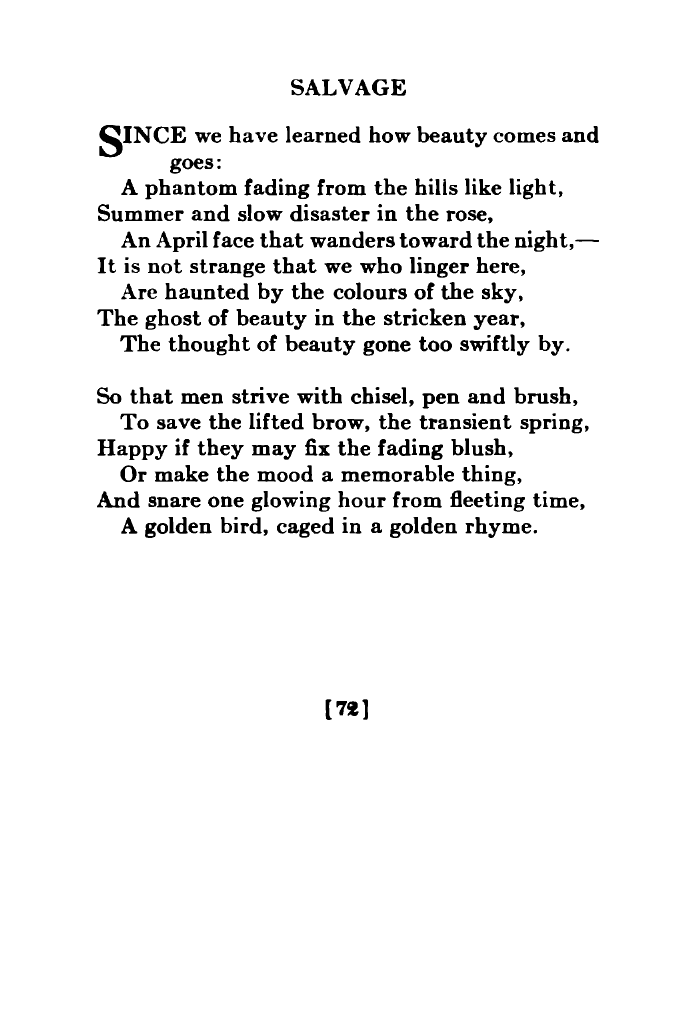 SALVAGE
SINCE we have learned how beauty comes and
goes:
A phantom fading from the hills like light,
Summer and slow disaster in the rose,
An April face that wanders toward the night,—
It is not strange that we who linger here,
Are haunted by the colours of the sky,
The ghost of beauty in the stricken year,
The thought of beauty gone too swiftly by.
So that men strive with chisel, pen and brush,
To save the lifted brow, the transient spring,
Happy if they may fix the fading blush,
Or make the mood a memorable thing,
And snare one glowing hour from fleeting time,
A golden bird, caged in a golden rhyme.
[72]